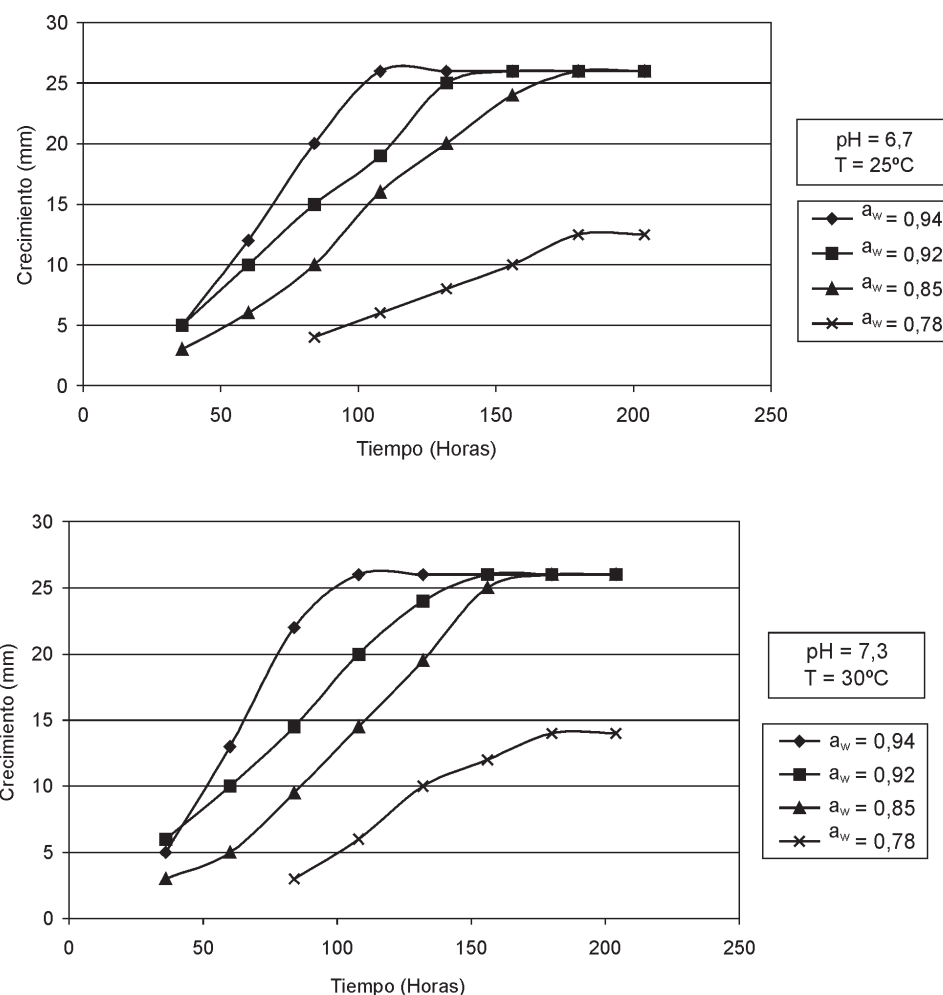 30
25
20
15
10
5
0
Crecimiento (mm)
0 50 100 150 200 250
Tiempo (Horas)
pH = 6,7
T = 25ºC
aw = 0,94
aw = 0,92
aw = 0,85
aw = 0,78
30
25
20
15
10
5
0
Crecimiento (mm)
0 50 100 150 200 250
Tiempo (Horas)
pH = 7,3
T = 30ºC
aw = 0,94
aw = 0,92
aw = 0,85
aw = 0,78